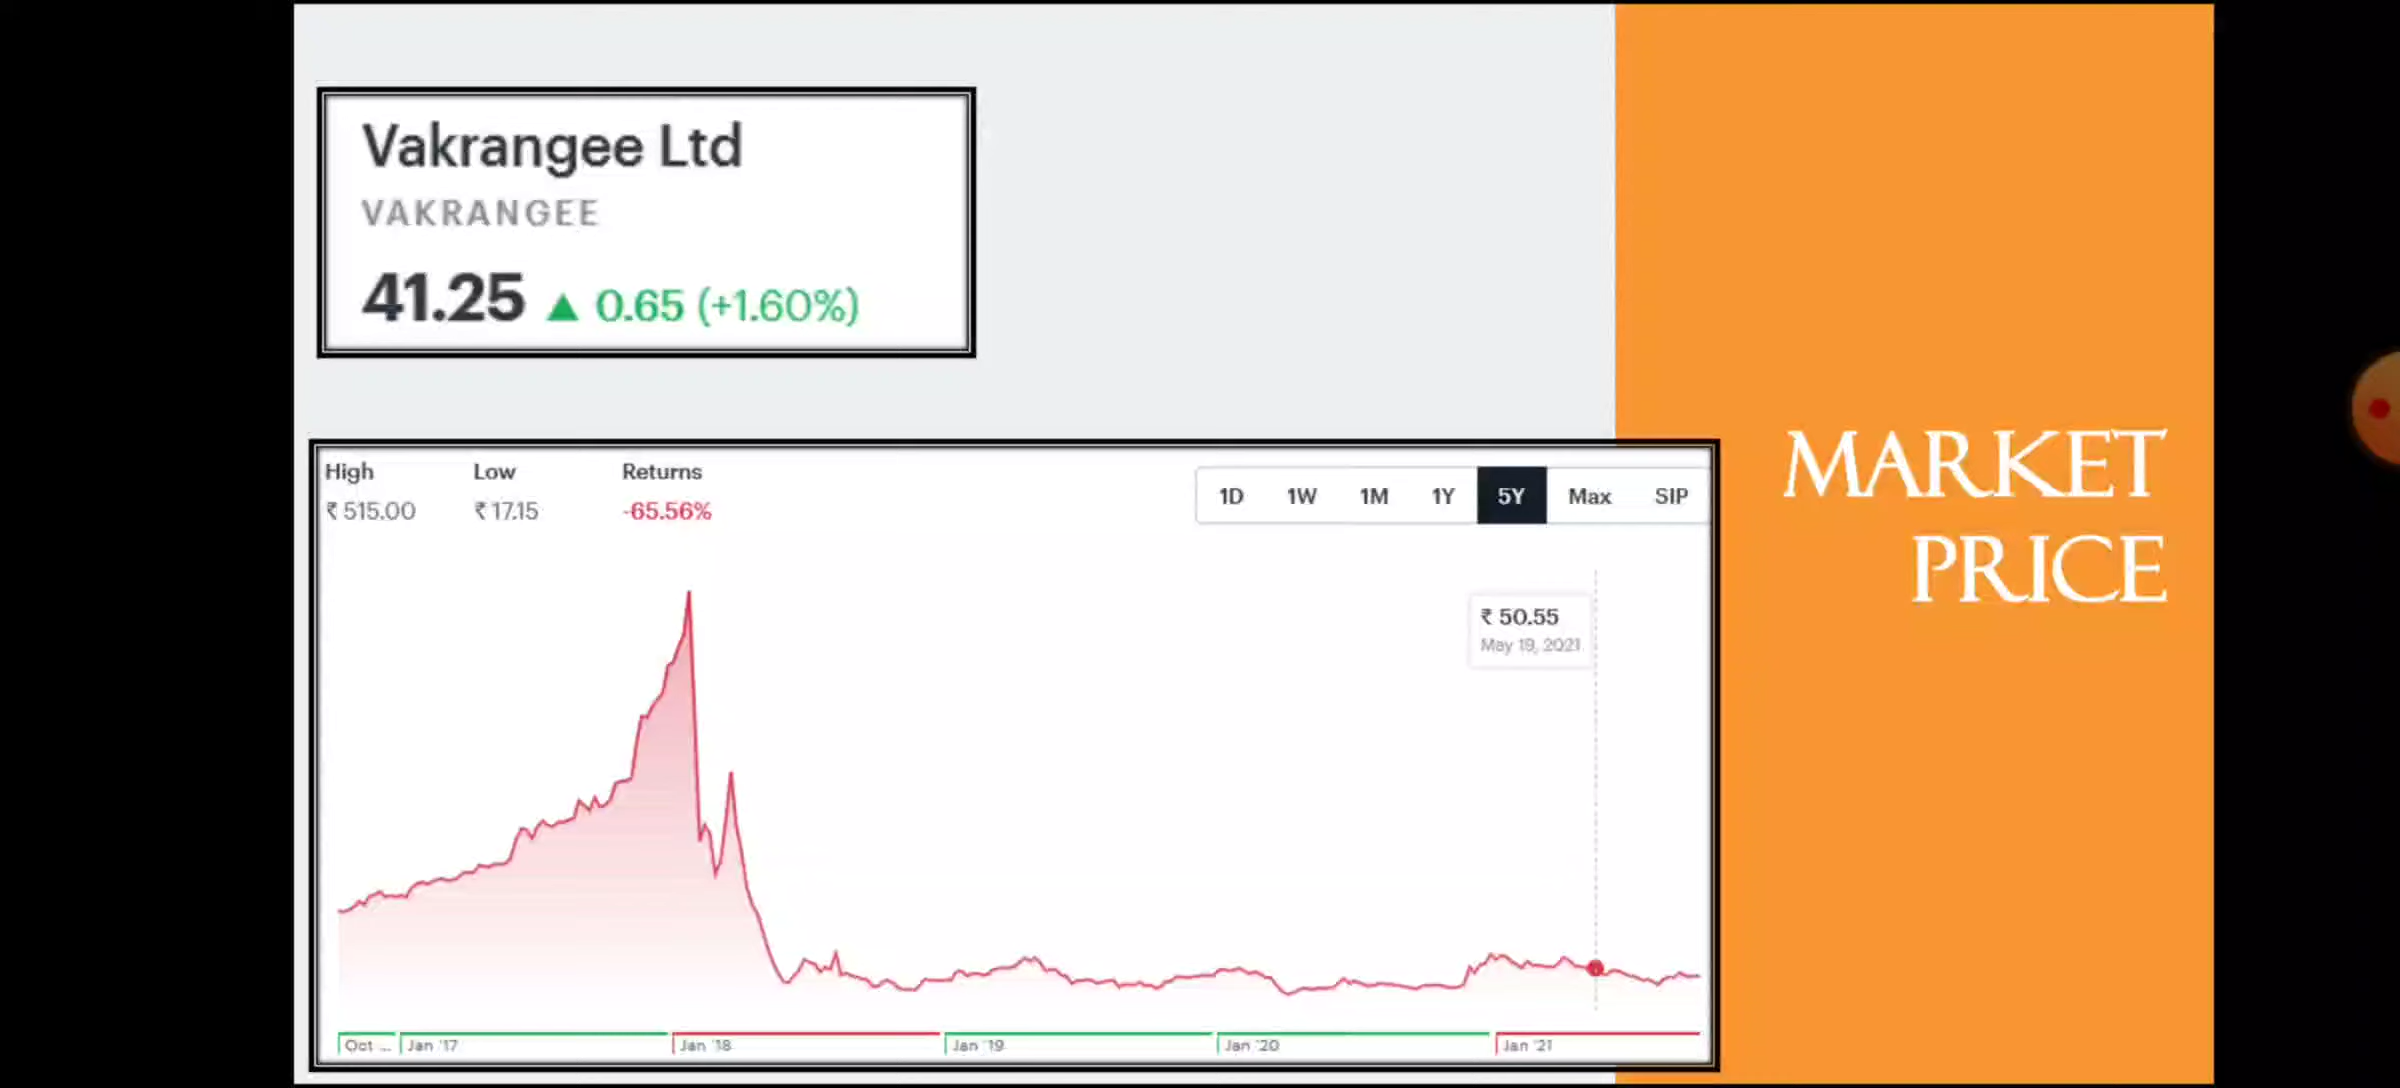 Vakrangee Ltd
VAKRANGEE
41.25 ▲ 0.65 (+1.60%)
MARKET
PRICE
High Low Returns
₹ 515.00 ₹ 17.15 -65.56%
1D 1W 1M 1Y 5Y Max SIP
₹ 50.55
May 19, 2021
Oct ... Jan '17 Jan '18 Jan '19 Jan '20 Jan '21